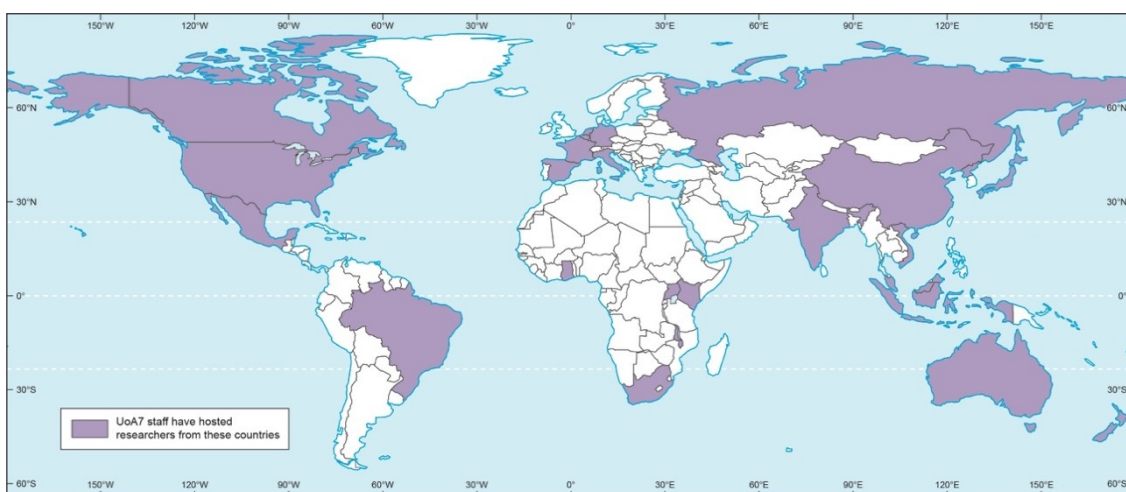 150°W 120°W 90°W 60°W 30°W 0° 30°E 60°E 90°E 120°E 150°E
60°N 60°N
30°N 30°N
0° 0°
30°S 30°S
UoA7 staff have hosted
researchers from these countries
60°S 60°S
150°W 120°W 90°W 60°W 30°W 0° 30°E 60°E 90°E 120°E 150°E